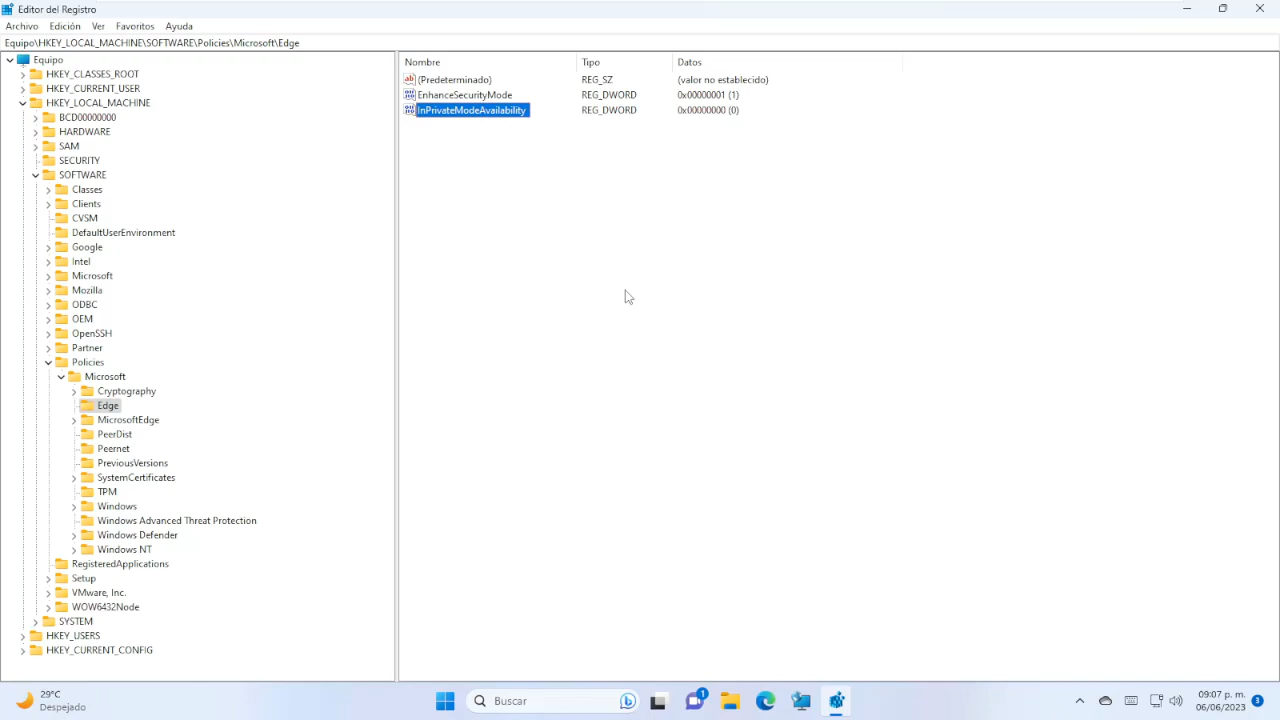 Editor del Registro
Archivo Edición Ver Favoritos Ayuda
Equipo\HKEY_LOCAL_MACHINE\SOFTWARE\Policies\Microsoft\Edge
Equipo
HKEY_CLASSES_ROOT
HKEY_CURRENT_USER
HKEY_LOCAL_MACHINE
BCD00000000
HARDWARE
SAM
SECURITY
SOFTWARE
Classes
Clients
CVSM
DefaultUserEnvironment
Google
Intel
Microsoft
Mozilla
ODBC
OEM
OpenSSH
Partner
Policies
Microsoft
Cryptography
Edge
MicrosoftEdge
PeerDist
Peernet
PreviousVersions
SystemCertificates
TPM
Windows
Windows Advanced Threat Protection
Windows Defender
Windows NT
RegisteredApplications
Setup
VMware, Inc.
WOW6432Node
SYSTEM
HKEY_USERS
HKEY_CURRENT_CONFIG
Nombre Tipo Datos
(Predeterminado) REG_SZ (valor no establecido)
EnhanceSecurityMode REG_DWORD 0x00000001 (1)
InPrivateModeAvailability REG_DWORD 0x00000000 (0)
29°C
Despejado
Buscar
1
09:07 p. m.
06/06/2023
3